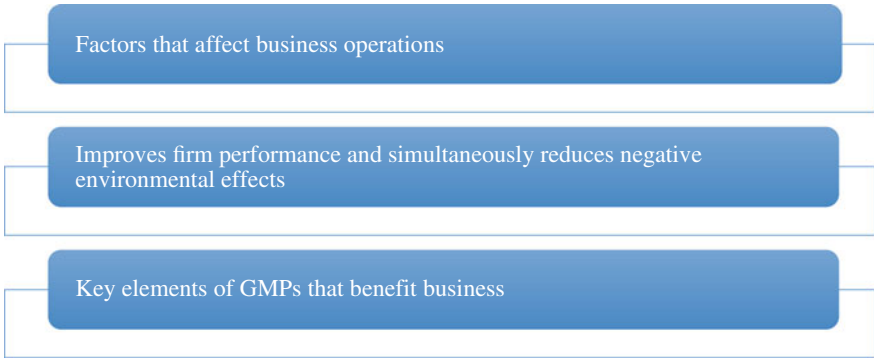 Factors that affect business operations
Improves firm performance and simultaneously reduces negative
environmental effects
Key elements of GMPs that benefit business